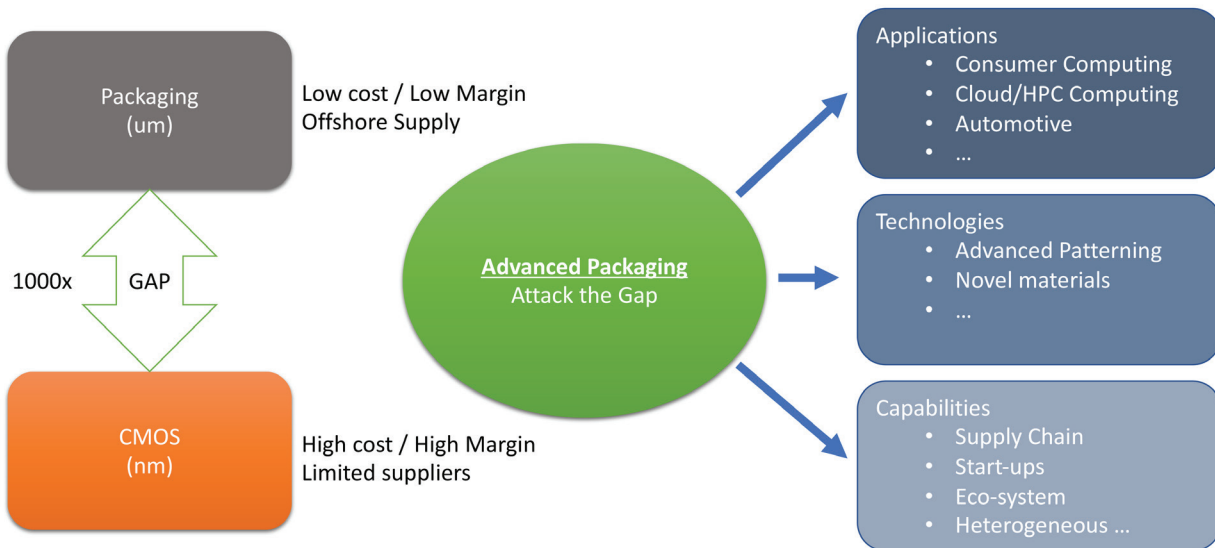 Packaging
(um)
Low cost / Low Margin
Offshore Supply
1000x
GAP
CMOS
(nm)
High cost / High Margin
Limited suppliers
Advanced Packaging
Attack the Gap
Applications
• Consumer Computing
• Cloud/HPC Computing
• Automotive
• ...
Technologies
• Advanced Patterning
• Novel materials
• ...
Capabilities
• Supply Chain
• Start-ups
• Eco-system
• Heterogeneous ...